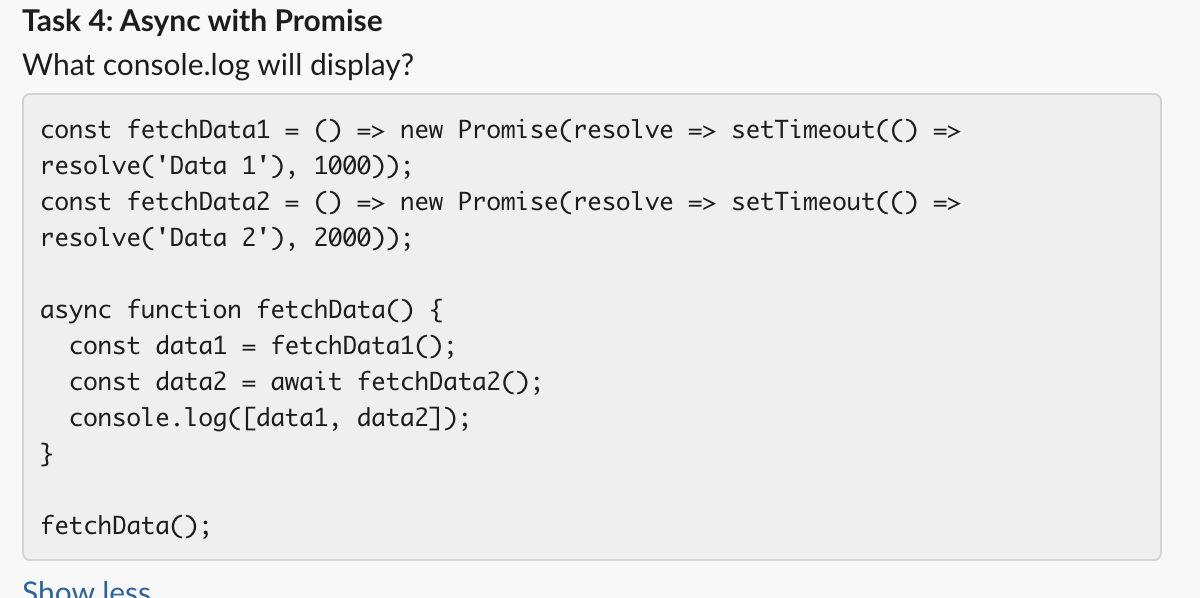 Task 4: Async with Promise
What console.log will display?
const fetchData1 = () => new Promise(resolve => setTimeout(() =>
resolve('Data 1'), 1000));
const fetchData2 = () => new Promise(resolve => setTimeout(() =>
resolve('Data 2'), 2000));
async function fetchData() {
  const data1 = fetchData1();
  const data2 = await fetchData2();
  console.log([data1, data2]);
}
fetchData();
Show less